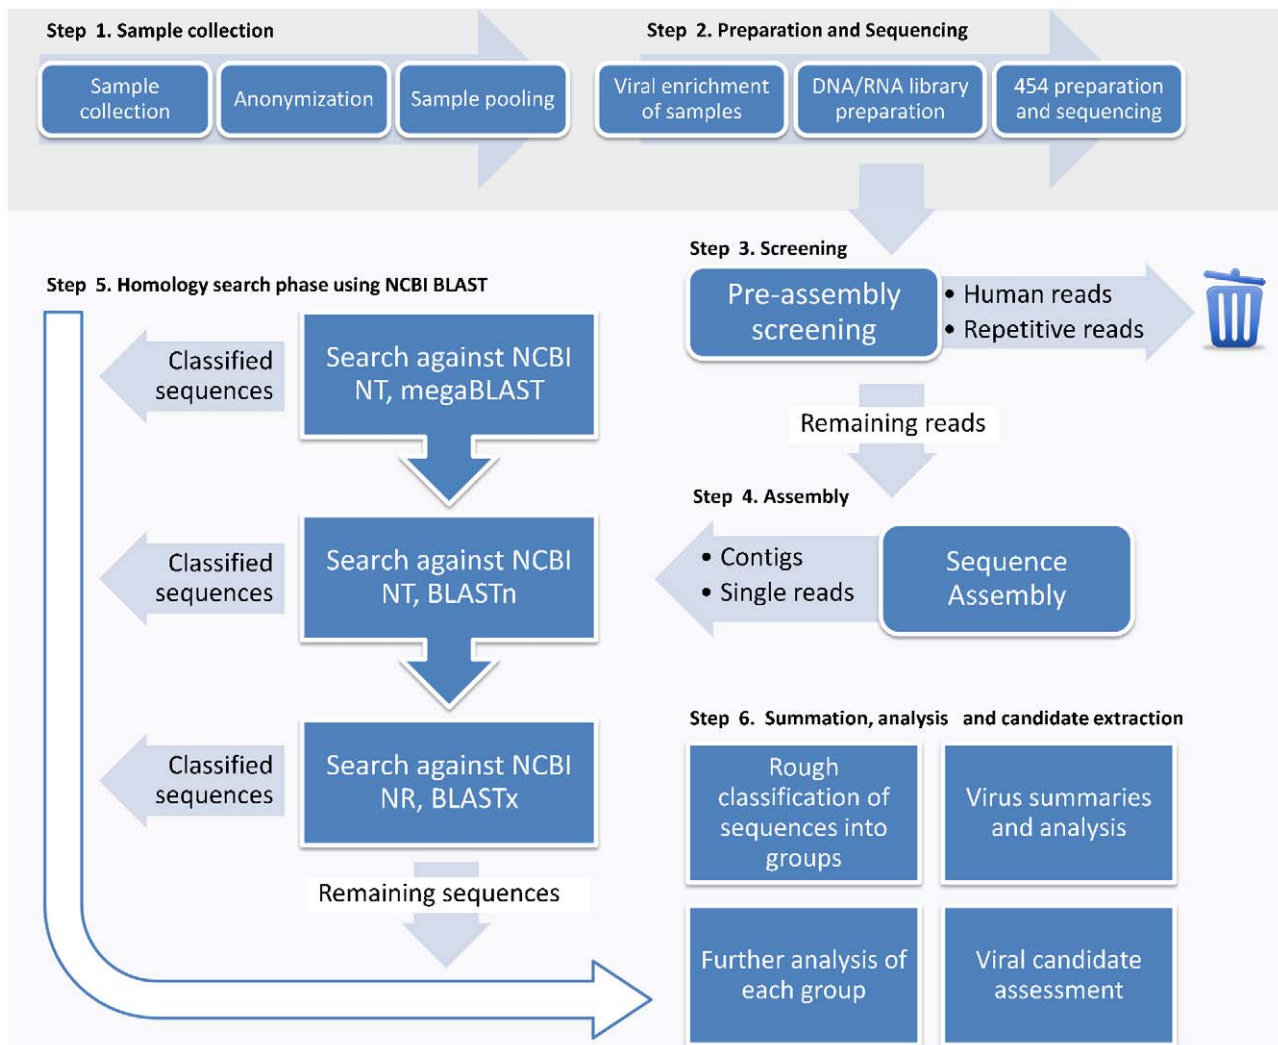 Step 1. Sample collection
Sample
collection
Anonymization
Sample pooling
Step 2. Preparation and Sequencing
Viral enrichment
of samples
DNA/RNA library
preparation
454 preparation
and sequencing
Step 3. Screening
Pre-assembly
screening
• Human reads
• Repetitive reads
Remaining reads
Step 4. Assembly
Sequence
Assembly
• Contigs
• Single reads
Step 5. Homology search phase using NCBI BLAST
Search against NCBI
NT, megaBLAST
Classified
sequences
Search against NCBI
NT, BLASTn
Classified
sequences
Search against NCBI
NR, BLASTx
Classified
sequences
Remaining sequences
Step 6. Summation, analysis and candidate extraction
Rough
classification of
sequences into
groups
Virus summaries
and analysis
Further analysis of
each group
Viral candidate
assessment